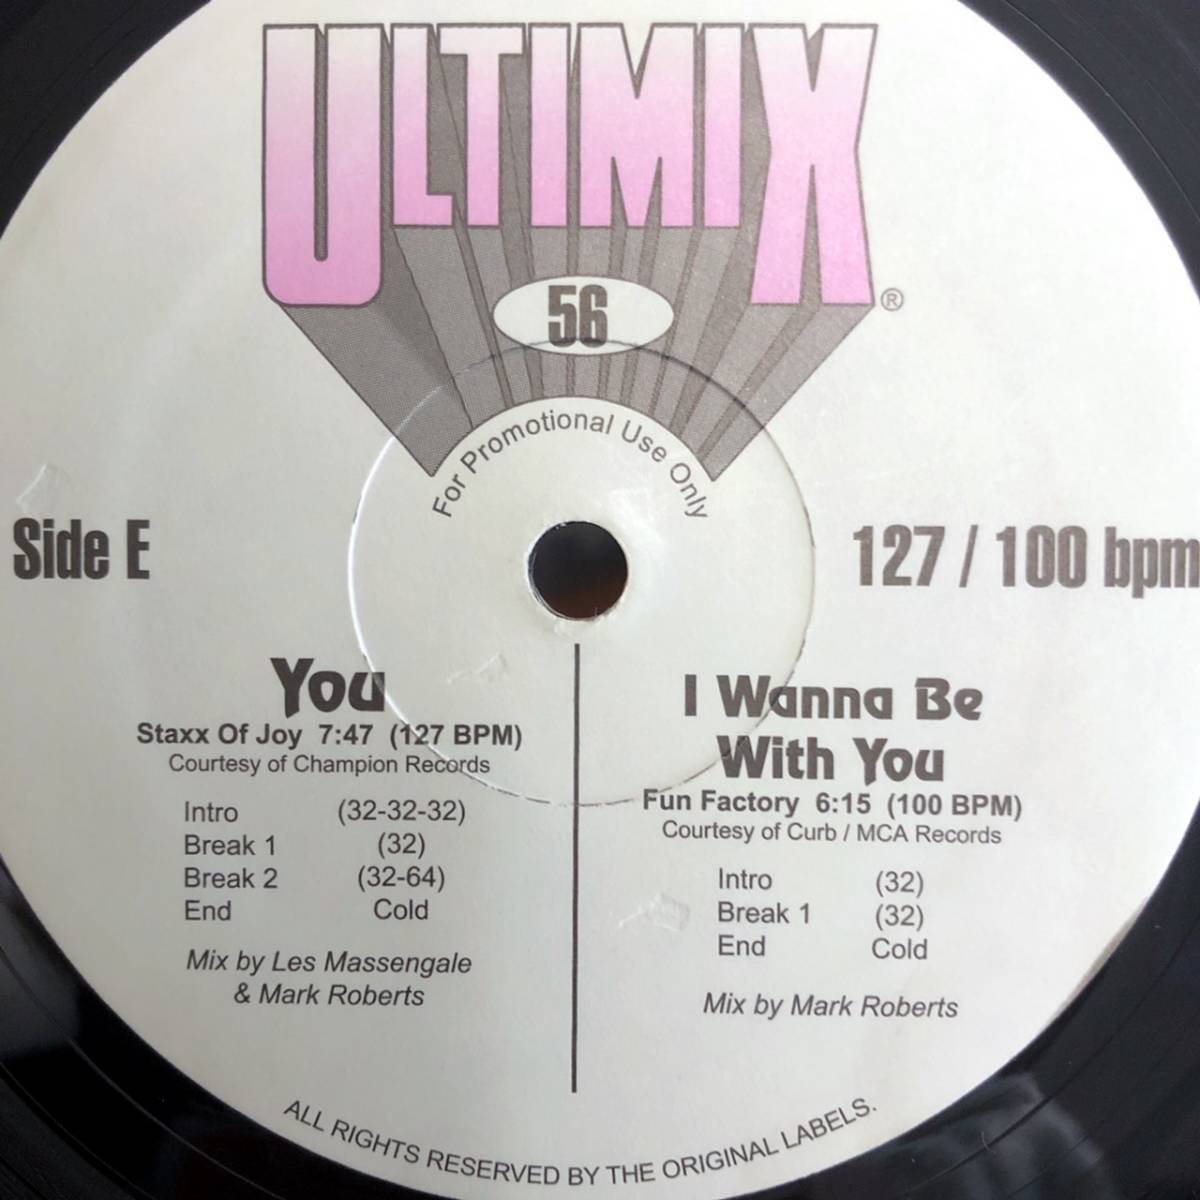 ULTIMIX
®
56
For Promotional Use Only
Side E
127 / 100 bpm
You
Staxx Of Joy 7:47 (127 BPM)
Courtesy of Champion Records
Intro (32-32-32)
Break 1 (32)
Break 2 (32-64)
End Cold
Mix by Les Massengale
& Mark Roberts
I Wanna Be
With You
Fun Factory 6:15 (100 BPM)
Courtesy of Curb / MCA Records
Intro (32)
Break 1 (32)
End Cold
Mix by Mark Roberts
ALL RIGHTS RESERVED BY THE ORIGINAL LABELS.